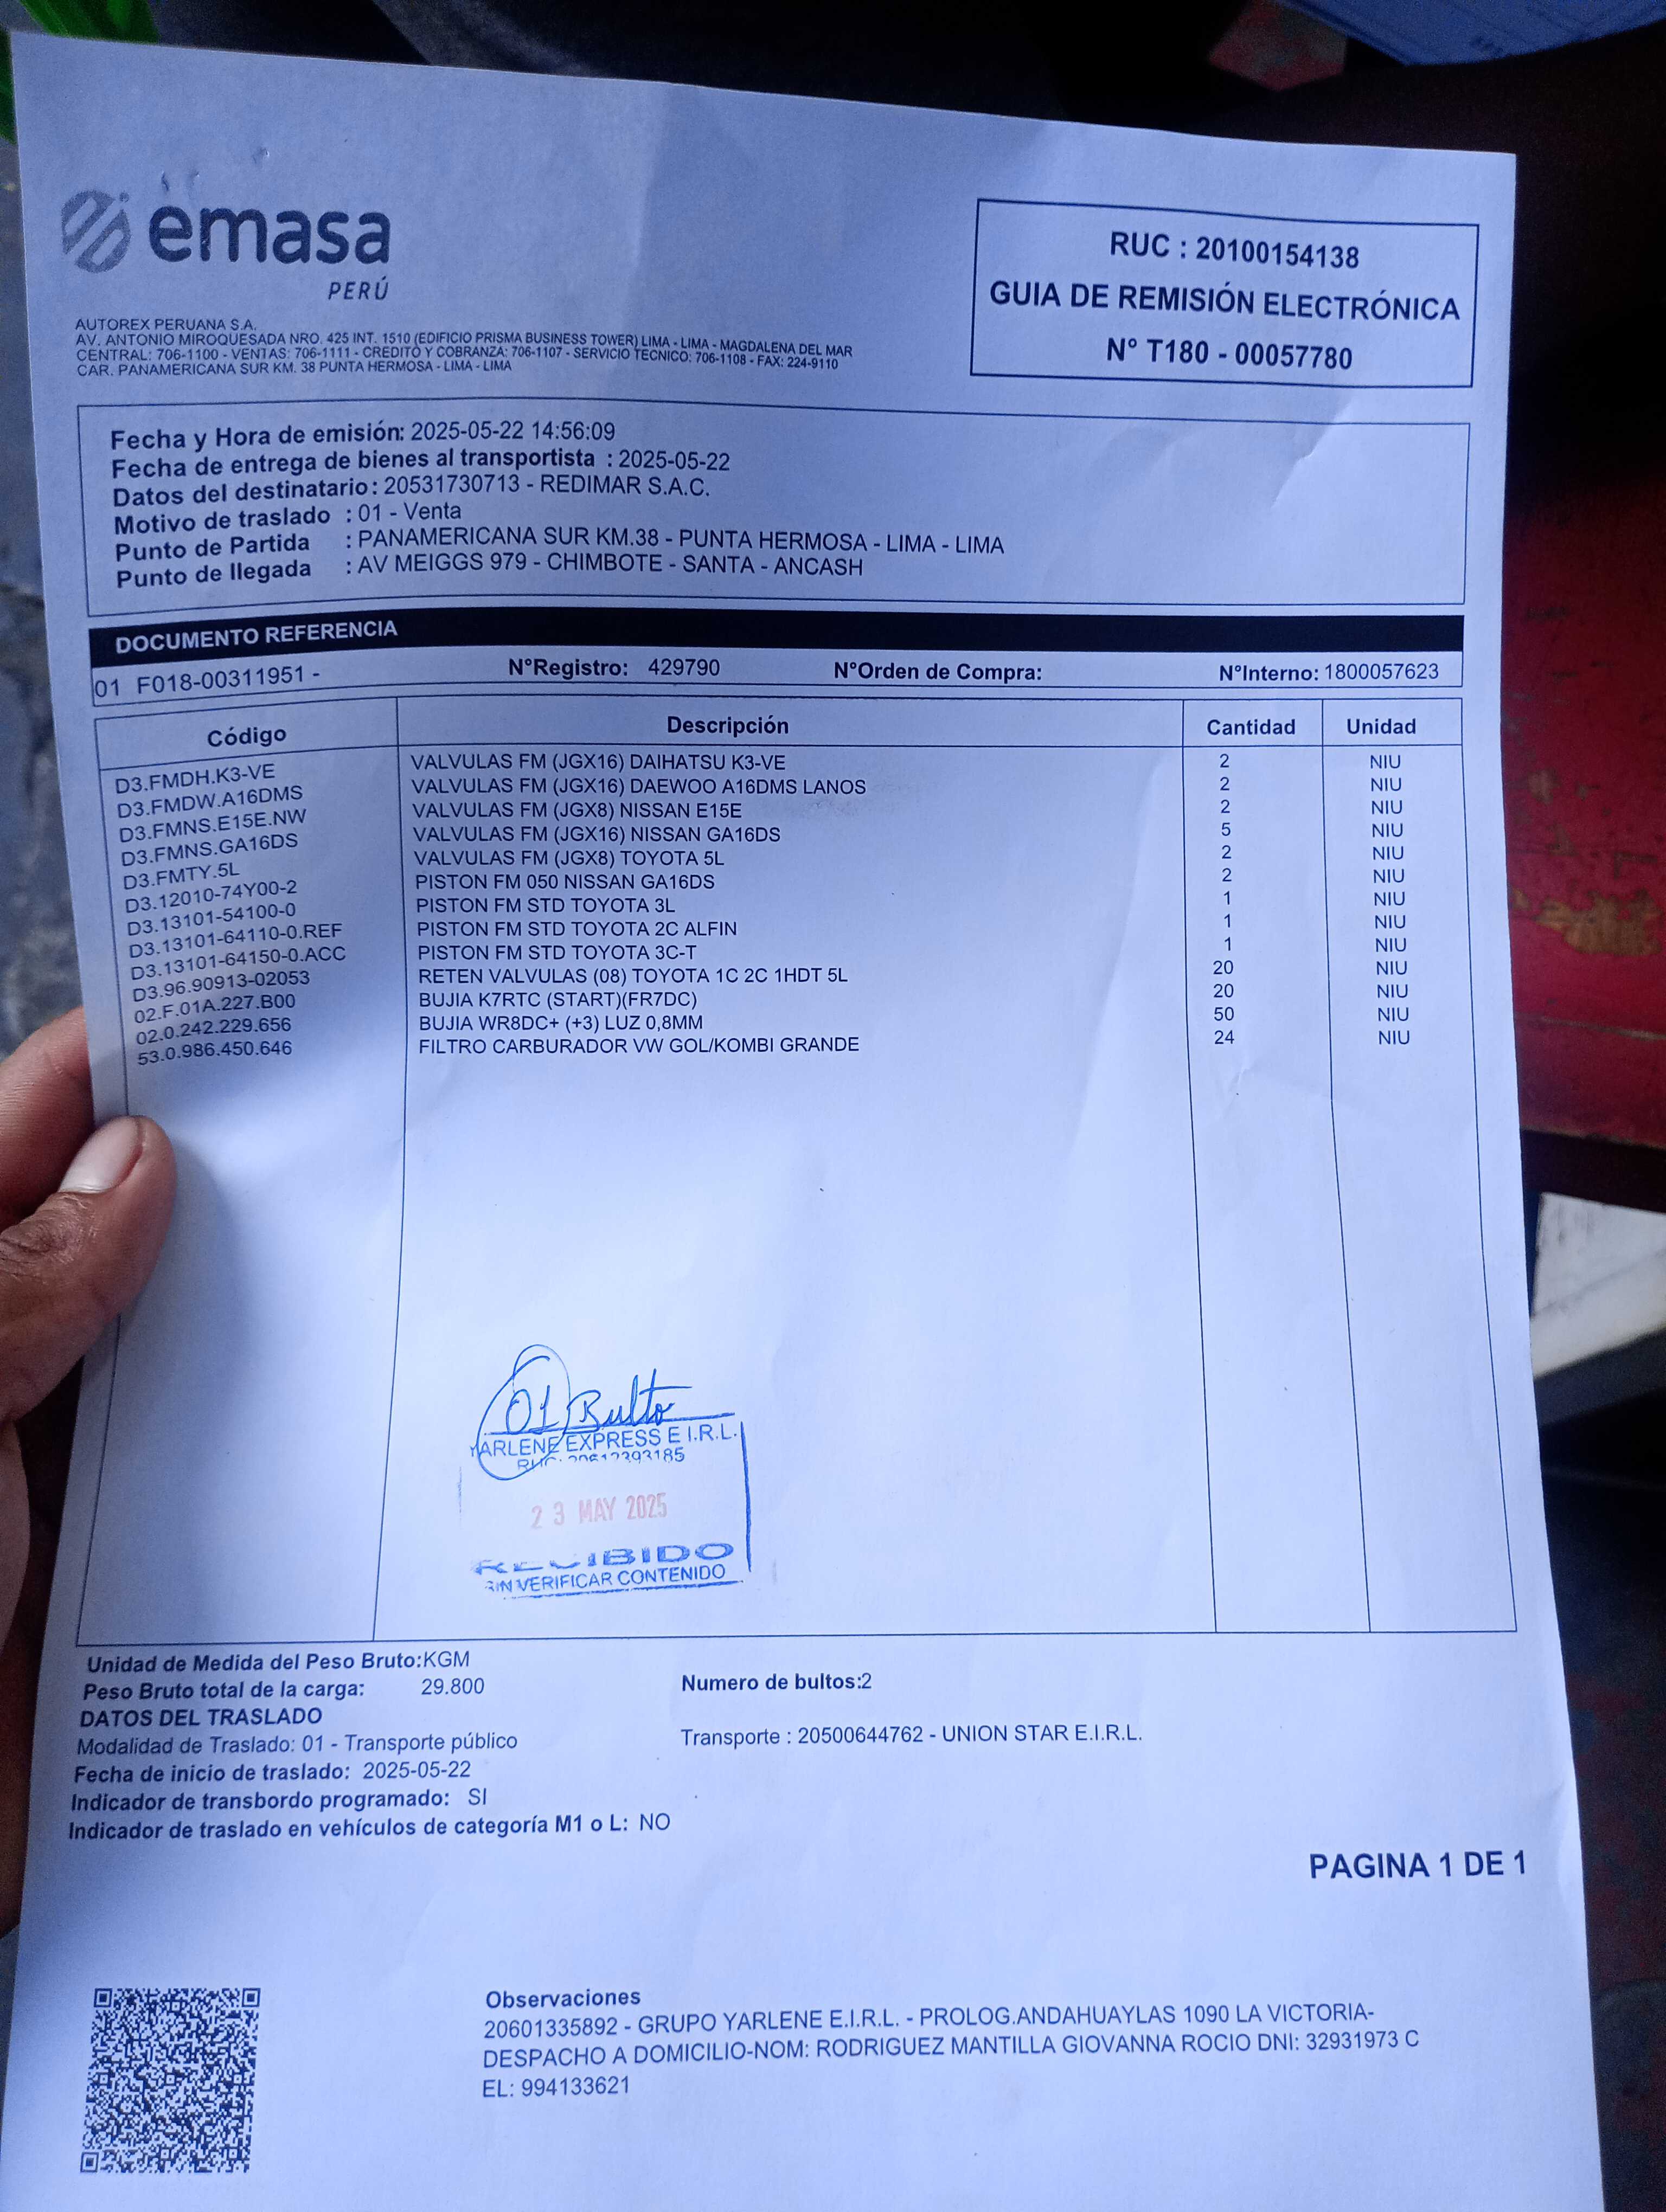 emasa
PERÚ
RUC : 20100154138
GUIA DE REMISIÓN ELECTRÓNICA
N° T180 - 00057780
AUTOREX PERUANA S.A.
AV. ANTONIO MIROQUESADA NRO. 425 INT. 1510 (EDIFICIO PRISMA BUSINESS TOWER) LIMA - LIMA - MAGDALENA DEL MAR
CENTRAL: 706-1100 - VENTAS: 706-1111 - CREDITO Y COBRANZA: 706-1107 - SERVICIO TECNICO: 706-1108 - FAX: 224-9110
CAR. PANAMERICANA SUR KM. 38 PUNTA HERMOSA - LIMA - LIMA
Fecha y Hora de emisión: 2025-05-22 14:56:09
Fecha de entrega de bienes al transportista : 2025-05-22
Datos del destinatario: 20531730713 - REDIMAR S.A.C.
Motivo de traslado : 01 - Venta
Punto de Partida : PANAMERICANA SUR KM.38 - PUNTA HERMOSA - LIMA - LIMA
Punto de llegada : AV MEIGGS 979 - CHIMBOTE - SANTA - ANCASH
DOCUMENTO REFERENCIA
01 F018-00311951 - N°Registro: 429790 N°Orden de Compra: N°Interno: 1800057623
Código Descripción Cantidad Unidad
D3.FMDH.K3-VE VALVULAS FM (JGX16) DAIHATSU K3-VE 2 NIU
D3.FMDW.A16DMS VALVULAS FM (JGX16) DAEWOO A16DMS LANOS 2 NIU
D3.FMNS.E15E.NW VALVULAS FM (JGX8) NISSAN E15E 2 NIU
D3.FMNS.GA16DS VALVULAS FM (JGX16) NISSAN GA16DS 5 NIU
D3.FMTY.5L VALVULAS FM (JGX8) TOYOTA 5L 2 NIU
D3.12010-74Y00-2 PISTON FM 050 NISSAN GA16DS 2 NIU
D3.13101-54100-0 PISTON FM STD TOYOTA 3L 1 NIU
D3.13101-64110-0.REF PISTON FM STD TOYOTA 2C ALFIN 1 NIU
D3.13101-64150-0.ACC PISTON FM STD TOYOTA 3C-T 1 NIU
D3.96.90913-02053 RETEN VALVULAS (08) TOYOTA 1C 2C 1HDT 5L 20 NIU
02.F.01A.227.B00 BUJIA K7RTC (START)(FR7DC) 20 NIU
02.0.242.229.656 BUJIA WR8DC+ (+3) LUZ 0,8MM 50 NIU
53.0.986.450.646 FILTRO CARBURADOR VW GOL/KOMBI GRANDE 24 NIU
01 Bulto
YARLENE EXPRESS E.I.R.L.
RUC: 20612393185
23 MAY 2025
RECIBIDO
SIN VERIFICAR CONTENIDO
Unidad de Medida del Peso Bruto:KGM
Peso Bruto total de la carga: 29.800 Numero de bultos:2
DATOS DEL TRASLADO
Modalidad de Traslado: 01 - Transporte público Transporte : 20500644762 - UNION STAR E.I.R.L.
Fecha de inicio de traslado: 2025-05-22
Indicador de transbordo programado: SI
Indicador de traslado en vehículos de categoría M1 o L: NO
PAGINA 1 DE 1
Observaciones
20601335892 - GRUPO YARLENE E.I.R.L. - PROLOG.ANDAHUAYLAS 1090 LA VICTORIA-
DESPACHO A DOMICILIO-NOM: RODRIGUEZ MANTILLA GIOVANNA ROCIO DNI: 32931973 C
EL: 994133621